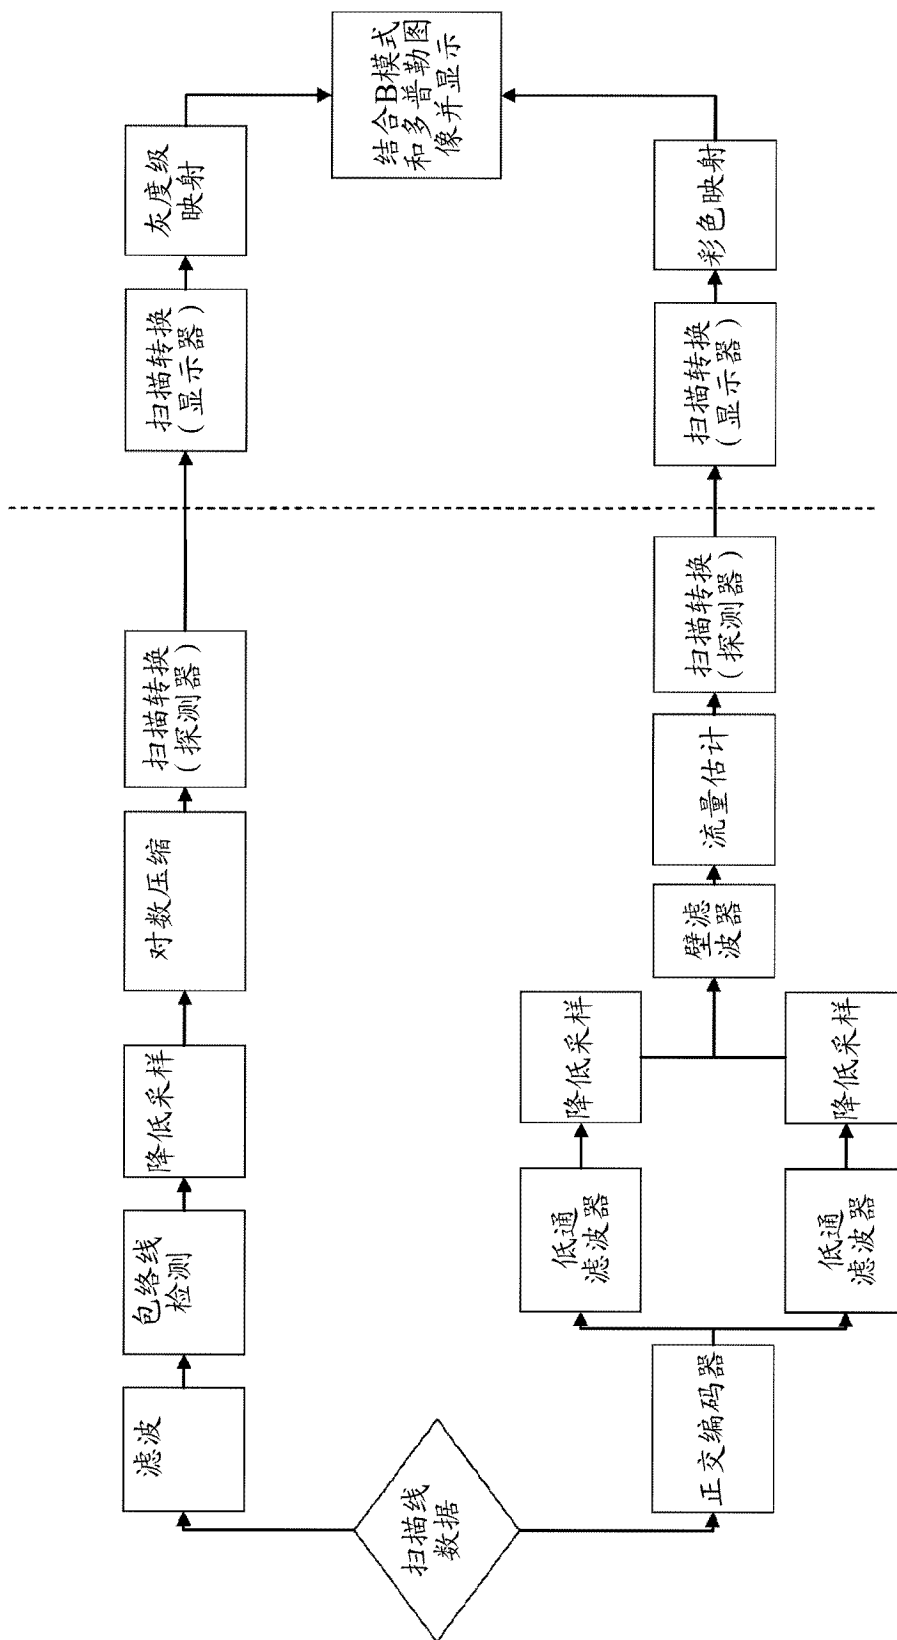 扫描线
数据
滤波
包络线
检测
降低采样
对数压缩
扫描转换
(探测器)
扫描转换
(显示器)
灰度级
映射
结合B模式
和多普勒图
像并显示
正交编码器
低通
滤波器
降低采样
低通
滤波器
降低采样
壁滤
波器
流量估计
扫描转换
(探测器)
扫描转换
(显示器)
彩色映射